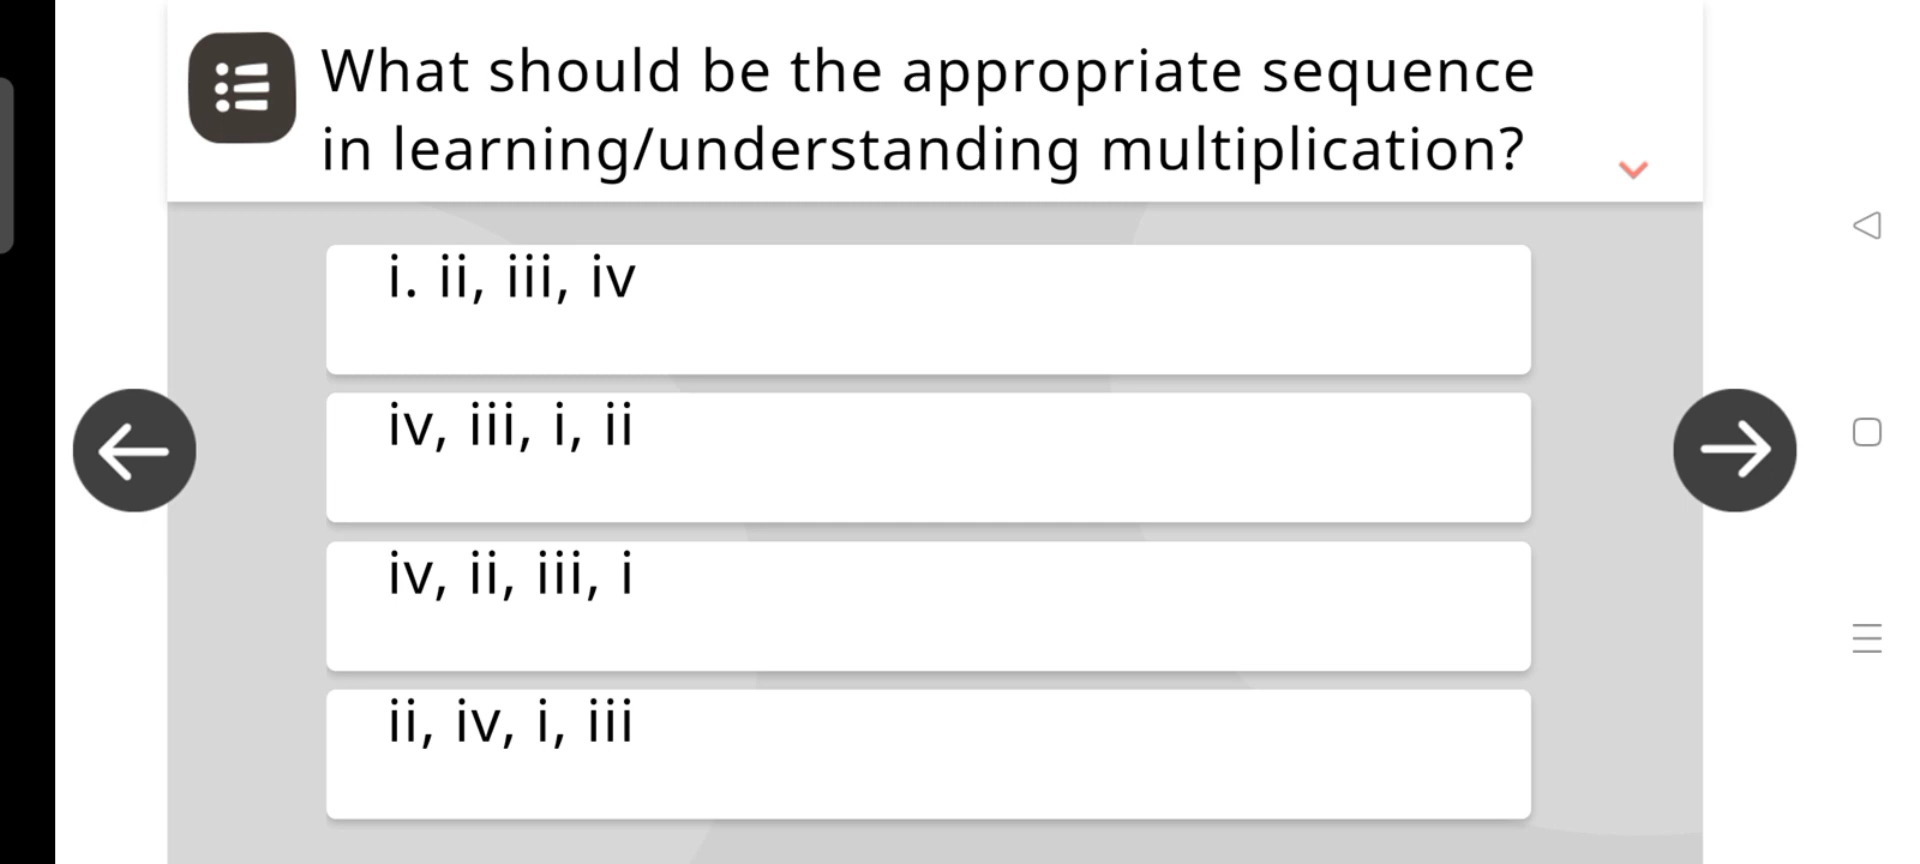 What should be the appropriate sequence
in learning/understanding multiplication?
i. ii, iii, iv
iv, iii, i, ii
iv, ii, iii, i
ii, iv, i, iii